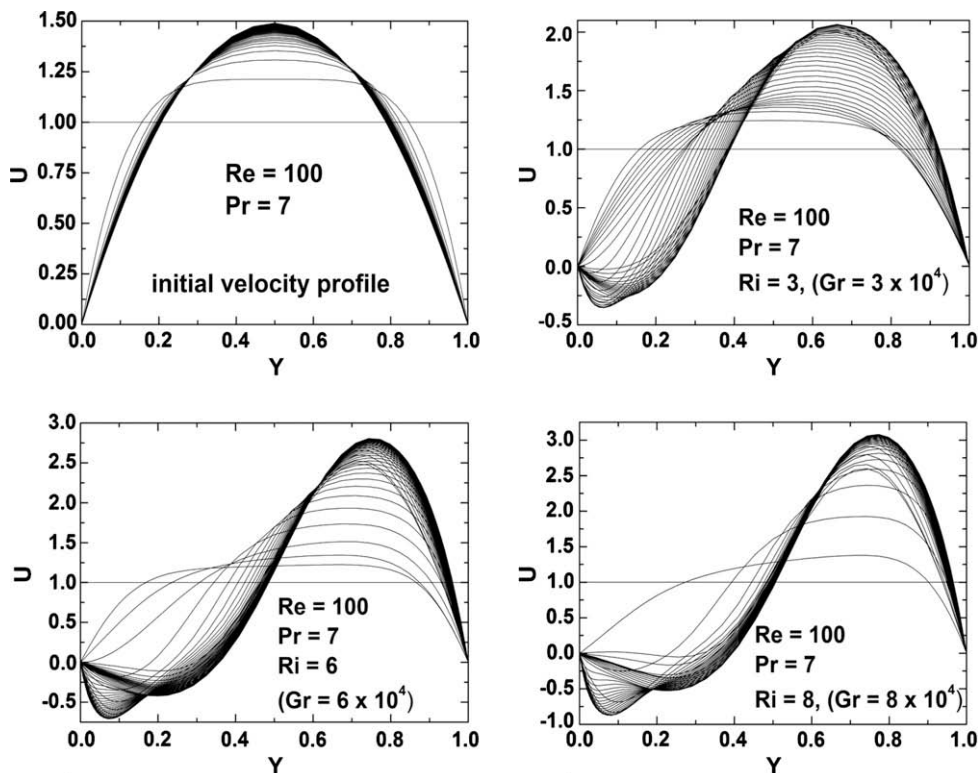 1.50
1.25
1.00
0.75
0.50
0.25
0.00
U
Re = 100
Pr = 7
initial velocity profile
0.0 0.2 0.4 0.6 0.8 1.0
Y
2.0
1.5
1.0
0.5
0.0
-0.5
U
Re = 100
Pr = 7
Ri = 3, (Gr = 3 x 10⁴)
0.0 0.2 0.4 0.6 0.8 1.0
Y
3.0
2.5
2.0
1.5
1.0
0.5
0.0
-0.5
U
Re = 100
Pr = 7
Ri = 6
(Gr = 6 x 10⁴)
0.0 0.2 0.4 0.6 0.8 1.0
Y
3.0
2.5
2.0
1.5
1.0
0.5
0.0
-0.5
-1.0
U
Re = 100
Pr = 7
Ri = 8, (Gr = 8 x 10⁴)
0.0 0.2 0.4 0.6 0.8 1.0
Y